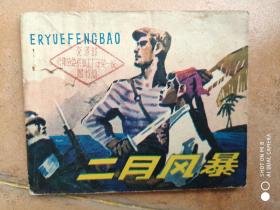 ERYUEFENGBAO
二月风暴
SHOT ON MI 8
AI DUAL CAMERA